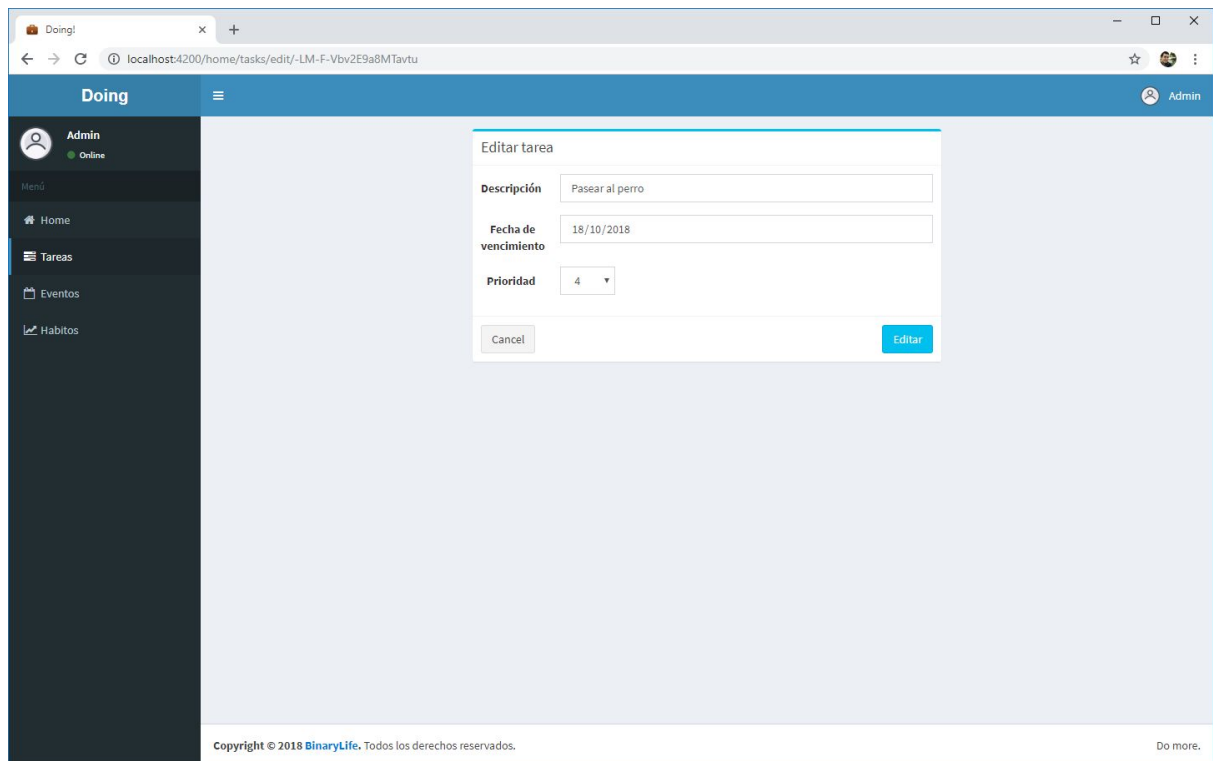 Doing!
localhost:4200/home/tasks/edit/-LM-F-Vbv2E9a8MTavtu
Doing
Admin
Admin
Online
Menú
Home
Tareas
Eventos
Habitos
Editar tarea
Descripción
Pasear al perro
Fecha de
vencimiento
18/10/2018
Prioridad
4
Cancel
Editar
Copyright © 2018 BinaryLife. Todos los derechos reservados.
Do more.